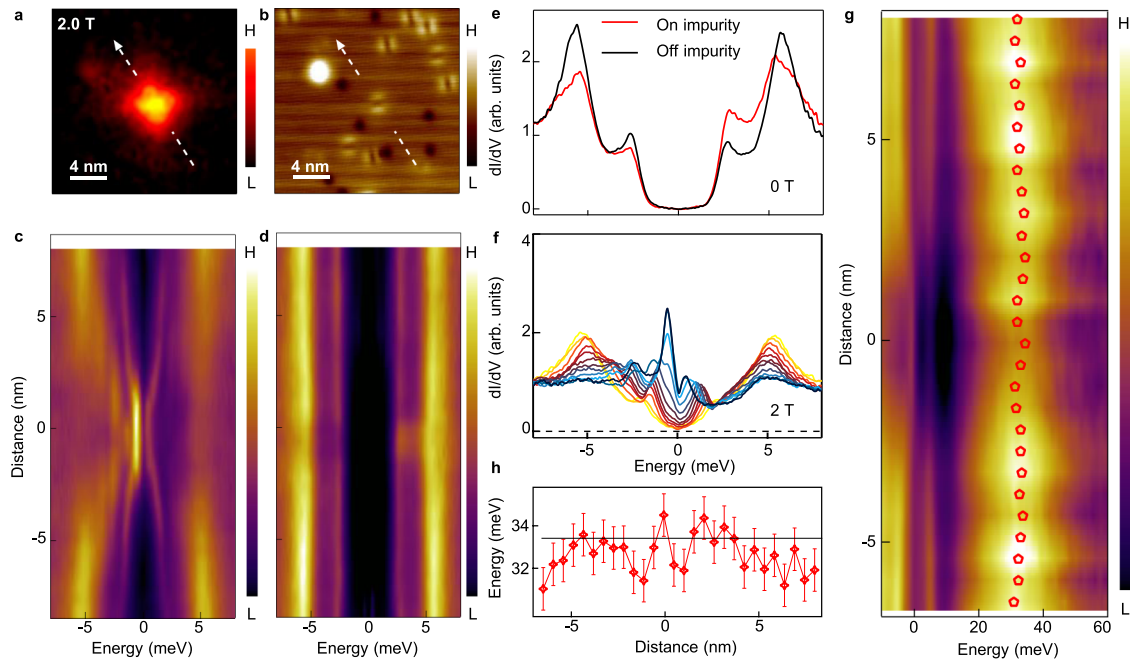 a
2.0 T
4 nm
H
L
b
4 nm
H
L
c
H
L
5
0
-5
Distance (nm)
-5
0
5
Energy (meV)
d
H
L
-5
0
5
Energy (meV)
e
On impurity
Off impurity
0 T
2
1
0
dI/dV (arb. units)
f
4
2
0
dI/dV (arb. units)
2 T
-5
0
5
Energy (meV)
h
34
32
Energy (meV)
-5
0
5
Distance (nm)
g
H
L
5
0
-5
Distance (nm)
0
20
40
60
Energy (meV)